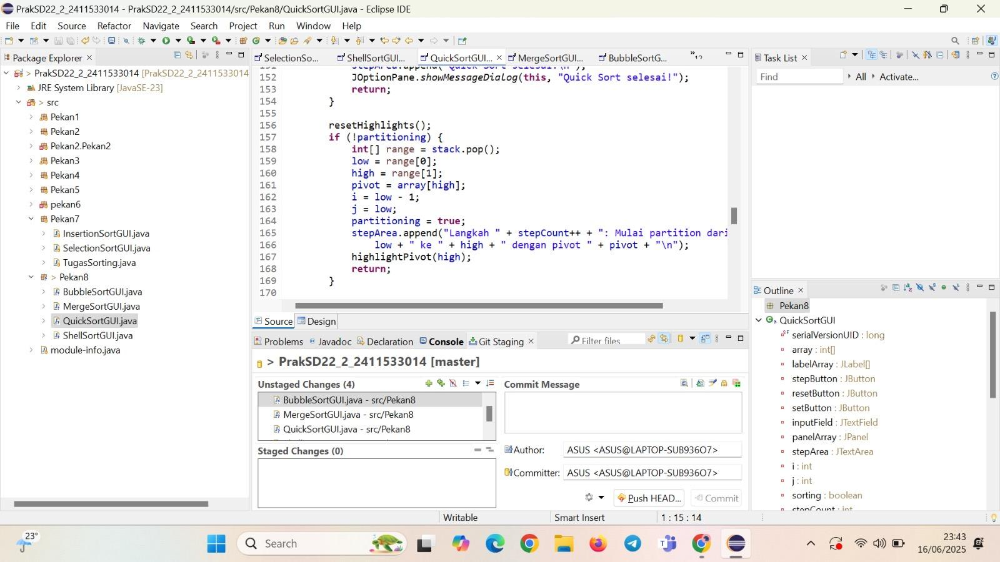 PrakSD22_2_2411533014 - PrakSD22_2_2411533014/src/Pekan8/QuickSortGUI.java - Eclipse IDE
File Edit Source Refactor Navigate Search Project Run Window Help
Package Explorer
> PrakSD22_2_2411533014 [PrakSD22_2_2411533014
JRE System Library [JavaSE-23]
> src
Pekan1
Pekan2
Pekan2.Pekan2
Pekan3
Pekan4
Pekan5
pekan6
Pekan7
InsertionSortGUI.java
SelectionSortGUI.java
TugasSorting.java
> Pekan8
BubbleSortGUI.java
MergeSortGUI.java
QuickSortGUI.java
ShellSortGUI.java
module-info.java
SelectionSo... ShellSortGUI... QuickSortGUI... MergeSortGUI... BubbleSortG... »12
151 stepArea.append("Quick Sort selesai.\n");
152 JOptionPane.showMessageDialog(this, "Quick Sort selesai!");
153 return;
154 }
155
156 resetHighlights();
157 if (!partitioning) {
158 int[] range = stack.pop();
159 low = range[0];
160 high = range[1];
161 pivot = array[high];
162 i = low - 1;
163 j = low;
164 partitioning = true;
165 stepArea.append("Langkah " + stepCount++ + ": Mulai partition dari
166 low + " ke " + high + " dengan pivot " + pivot + "\n");
167 highlightPivot(high);
168 return;
169 }
170
Source Design
Problems Javadoc Declaration Console Git Staging
Filter files
> PrakSD22_2_2411533014 [master]
Unstaged Changes (4)
BubbleSortGUI.java - src/Pekan8
MergeSortGUI.java - src/Pekan8
QuickSortGUI.java - src/Pekan8
Staged Changes (0)
Commit Message
Author: ASUS <ASUS@LAPTOP-SUB936O7>
Committer: ASUS <ASUS@LAPTOP-SUB936O7>
Push HEAD... Commit
Task List
Find All Activate...
Outline
Pekan8
QuickSortGUI
serialVersionUID : long
array : int[]
labelArray : JLabel[]
stepButton : JButton
resetButton : JButton
setButton : JButton
inputField : JTextField
panelArray : JPanel
stepArea : JTextArea
i : int
j : int
sorting : boolean
stepCount : int
Writable Smart Insert 1 : 15 : 14
23°
Search
23:43
16/06/2025